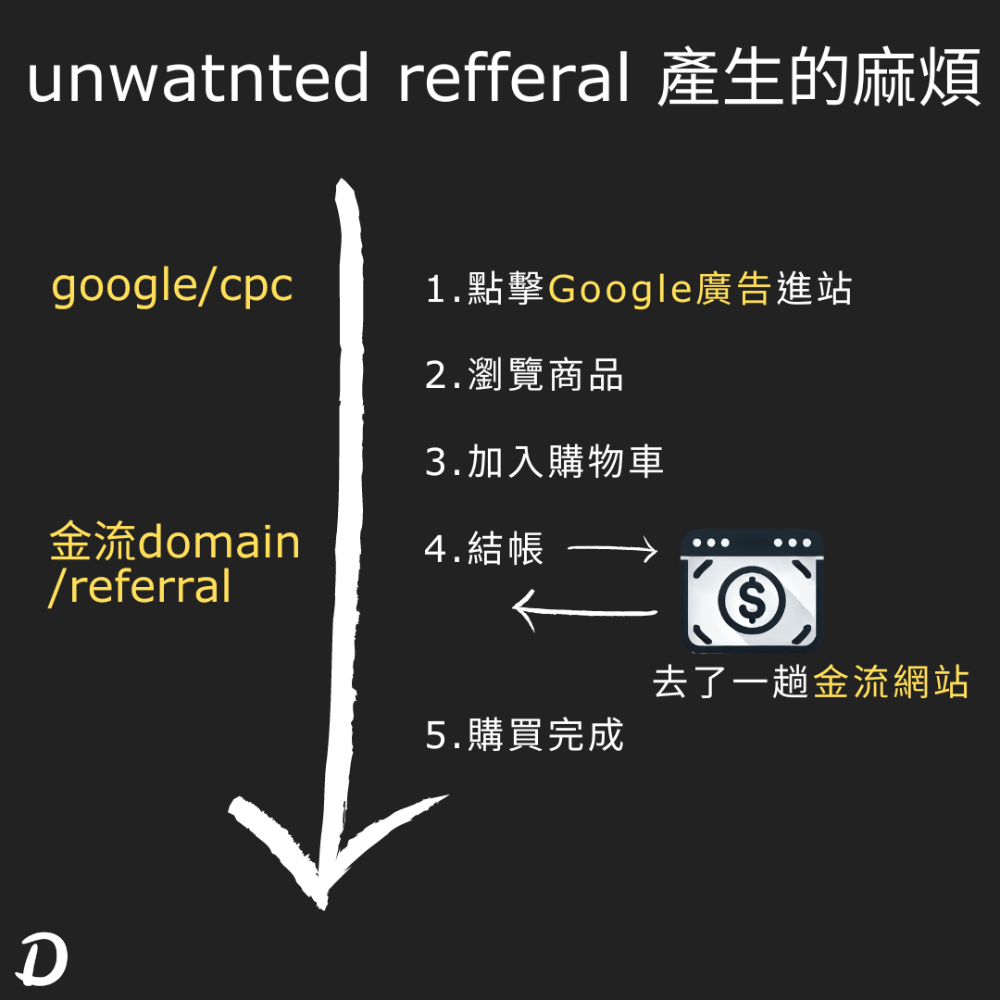 unwatnted refferal 產生的麻煩
google/cpc
1.點擊Google廣告進站
2.瀏覽商品
3.加入購物車
金流domain
/referral
4.結帳
$
去了一趟金流網站
5.購買完成
D